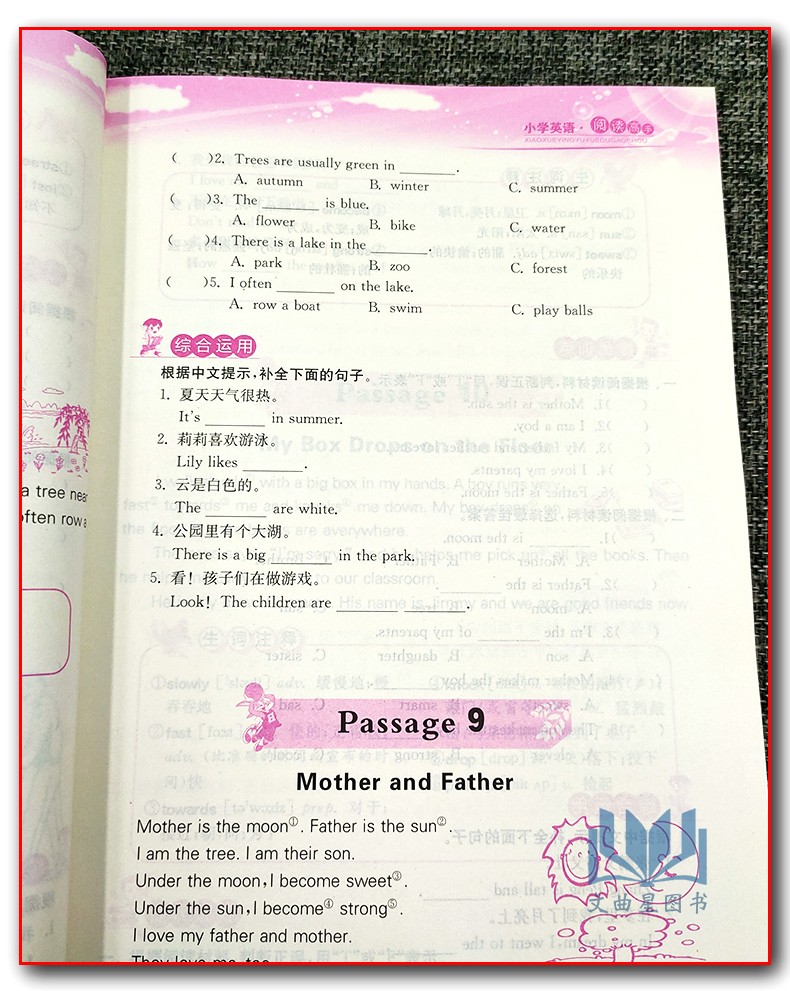 小学英语·阅读高手
XIAOXUEYINGYUYUEDUGAOSHOU
( )2. Trees are usually green in ________.
A. autumn B. winter C. summer
( )3. The ________ is blue.
A. flower B. bike C. water
( )4. There is a lake in the ________.
A. park B. zoo C. forest
( )5. I often ________ on the lake.
A. row a boat B. swim C. play balls
综合运用
根据中文提示,补全下面的句子。
1. 夏天天气很热。
It's ________ in summer.
2. 莉莉喜欢游泳。
Lily likes ________.
3. 云是白色的。
The ________ are white.
4. 公园里有个大湖。
There is a big ________ in the park.
5. 看!孩子们在做游戏。
Look! The children are ________ ________.
a tree near
often row a
Passage 9
Mother and Father
Mother is the moon①. Father is the sun②.
I am the tree. I am their son.
Under the moon, I become sweet③.
Under the sun, I become④ strong⑤.
I love my father and mother.
They love me, too.
文曲星图书